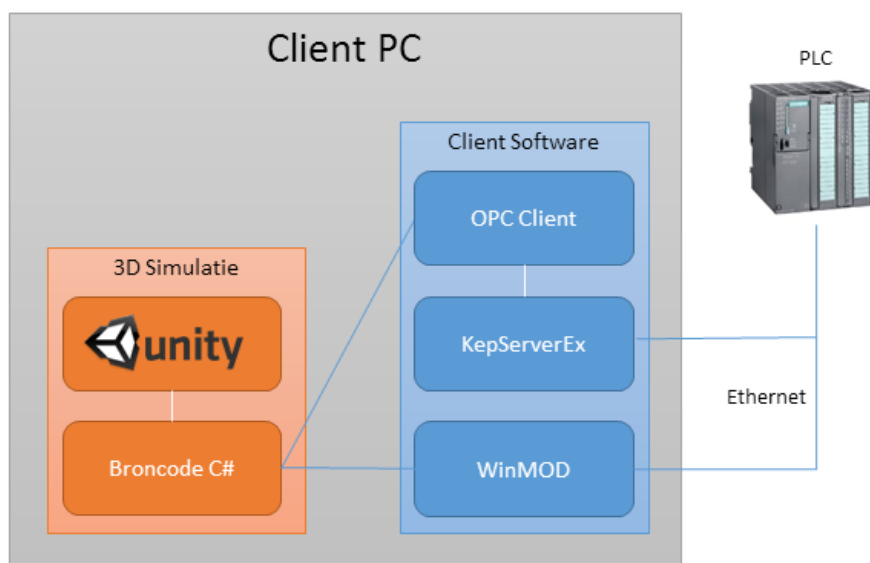 Client PC
PLC
Client Software
OPC Client
3D Simulatie
unity
KepServerEx
Ethernet
Broncode C#
WinMOD